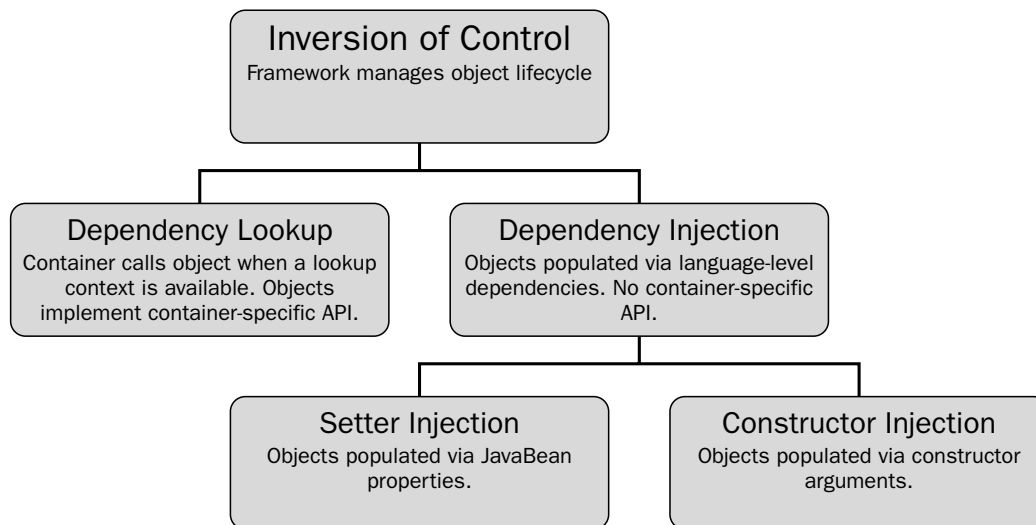 Inversion of Control
Framework manages object lifecycle
Dependency Lookup
Container calls object when a lookup
context is available. Objects
implement container-specific API.
Dependency Injection
Objects populated via language-level
dependencies. No container-specific
API.
Setter Injection
Objects populated via JavaBean
properties.
Constructor Injection
Objects populated via constructor
arguments.